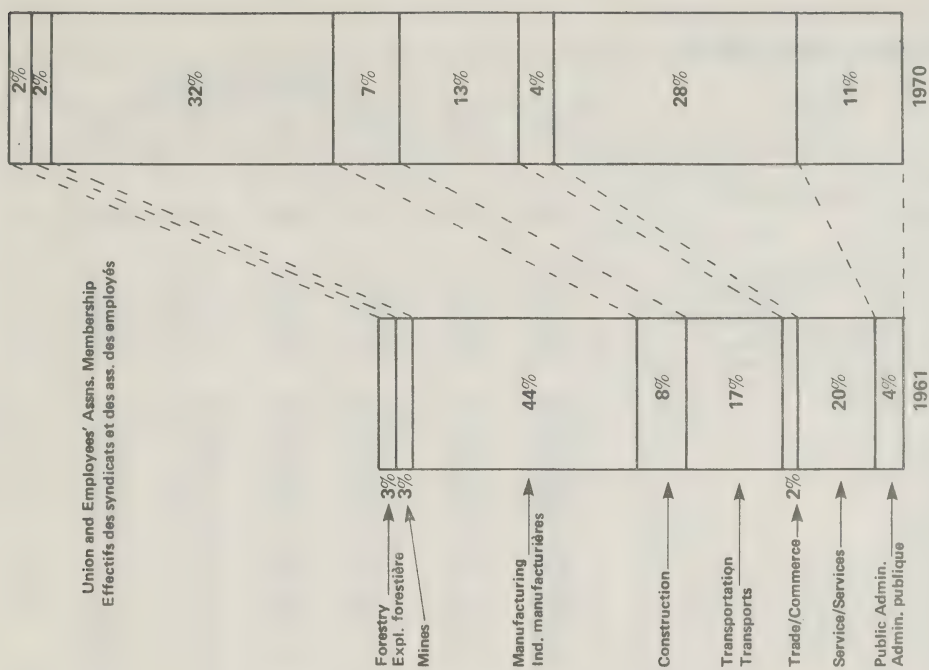 Union and Employees' Assns. Membership
Effectifs des syndicats et des ass. des employés
2%
2%
32%
7%
13%
4%
28%
11%
1970
Forestry
Expl. forestière
3%
Mines
3%
Manufacturing
Ind. manufacturières
44%
Construction
8%
Transportation
Transports
17%
Trade/Commerce
2%
Service/Services
20%
Public Admin.
Admin. publique
4%
1961